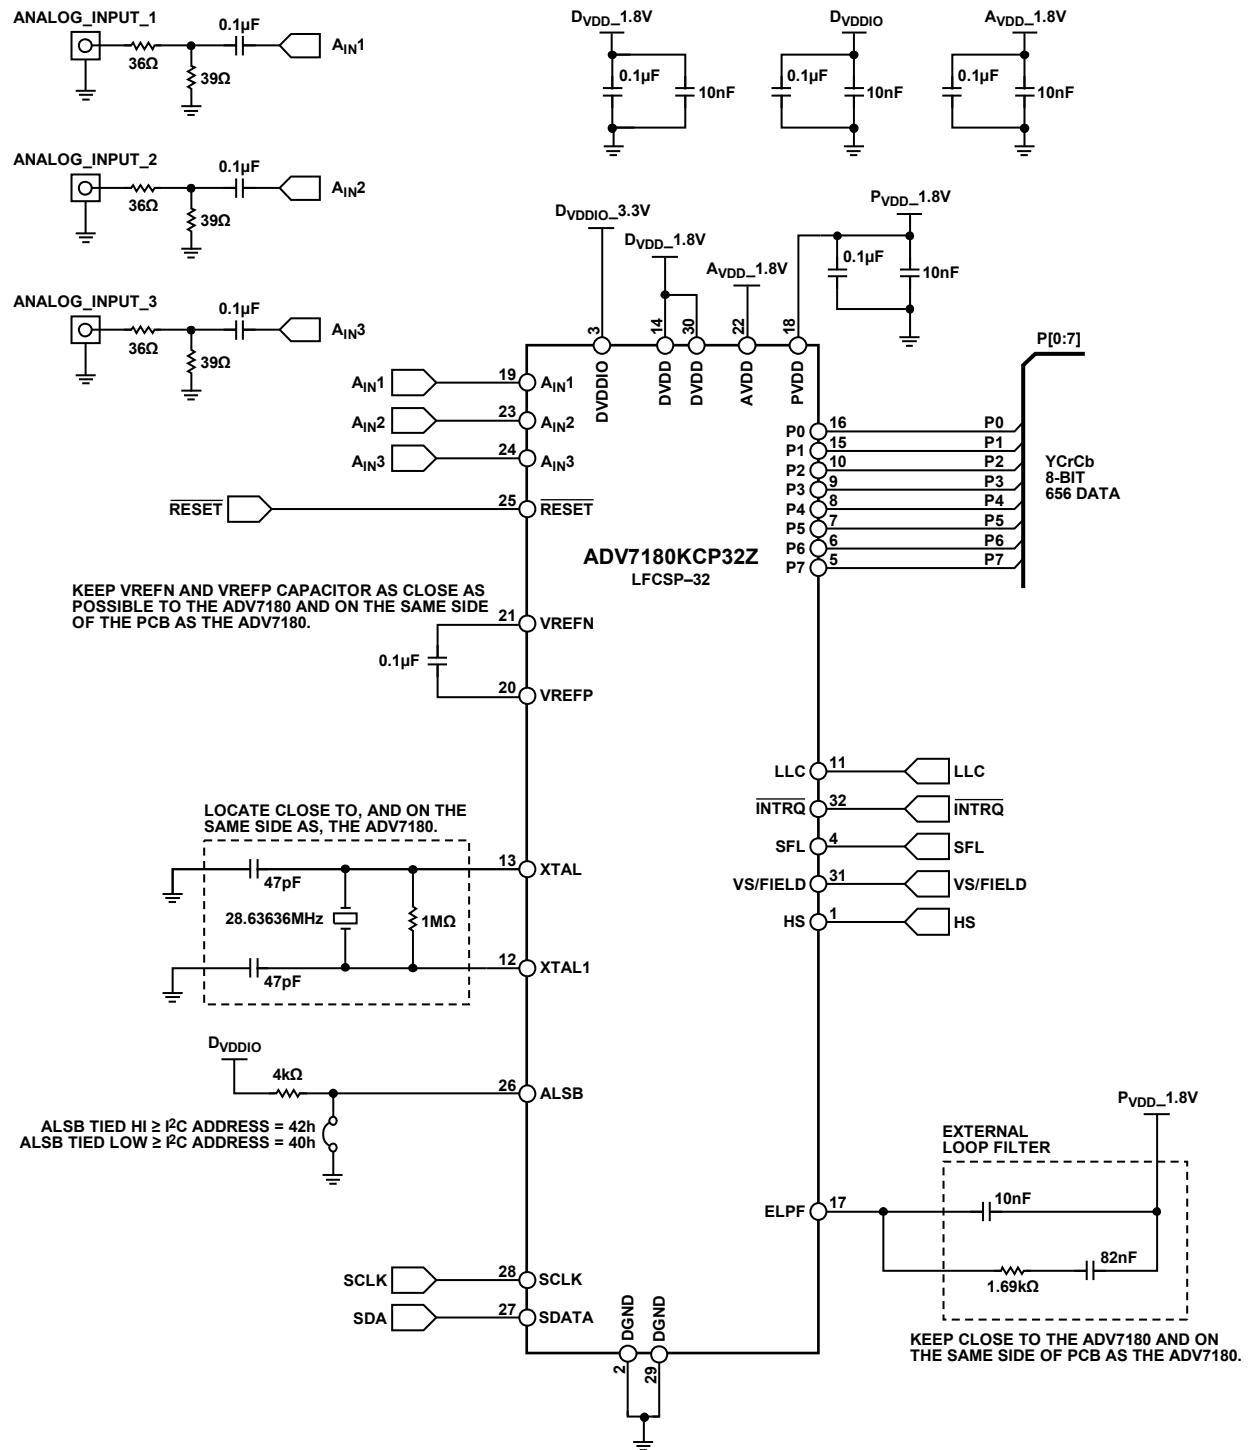 ANALOG_INPUT_1
0.1µF
AIN1
36Ω
39Ω
ANALOG_INPUT_2
0.1µF
AIN2
36Ω
39Ω
ANALOG_INPUT_3
0.1µF
AIN3
36Ω
39Ω
DVDD_1.8V
0.1µF
10nF
DVDDIO
0.1µF
10nF
AVDD_1.8V
0.1µF
10nF
DVDDIO_3.3V
DVDD_1.8V
AVDD_1.8V
PVDD_1.8V
0.1µF
10nF
3
14
30
22
18
DVDDIO
DVDD
DVDD
AVDD
PVDD
AIN1
19
AIN1
AIN2
23
AIN2
AIN3
24
AIN3
RESET
25
RESET
P[0:7]
P0
16
P0
P1
15
P1
P2
10
P2
P3
9
P3
P4
8
P4
P5
7
P5
P6
6
P6
P7
5
P7
YCrCb
8-BIT
656 DATA
ADV7180KCP32Z
LFCSP–32
KEEP VREFN AND VREFP CAPACITOR AS CLOSE AS
POSSIBLE TO THE ADV7180 AND ON THE SAME SIDE
OF THE PCB AS THE ADV7180.
21
VREFN
0.1µF
20
VREFP
LLC
11
LLC
INTRQ
32
INTRQ
SFL
4
SFL
VS/FIELD
31
VS/FIELD
HS
1
HS
LOCATE CLOSE TO, AND ON THE
SAME SIDE AS, THE ADV7180.
47pF
13
XTAL
28.63636MHz
1MΩ
47pF
12
XTAL1
DVDDIO
4kΩ
26
ALSB
ALSB TIED HI ≥ I²C ADDRESS = 42h
ALSB TIED LOW ≥ I²C ADDRESS = 40h
PVDD_1.8V
EXTERNAL
LOOP FILTER
ELPF
17
10nF
82nF
1.69kΩ
KEEP CLOSE TO THE ADV7180 AND ON
THE SAME SIDE OF PCB AS THE ADV7180.
SCLK
28
SCLK
SDA
27
SDATA
DGND
DGND
2
29